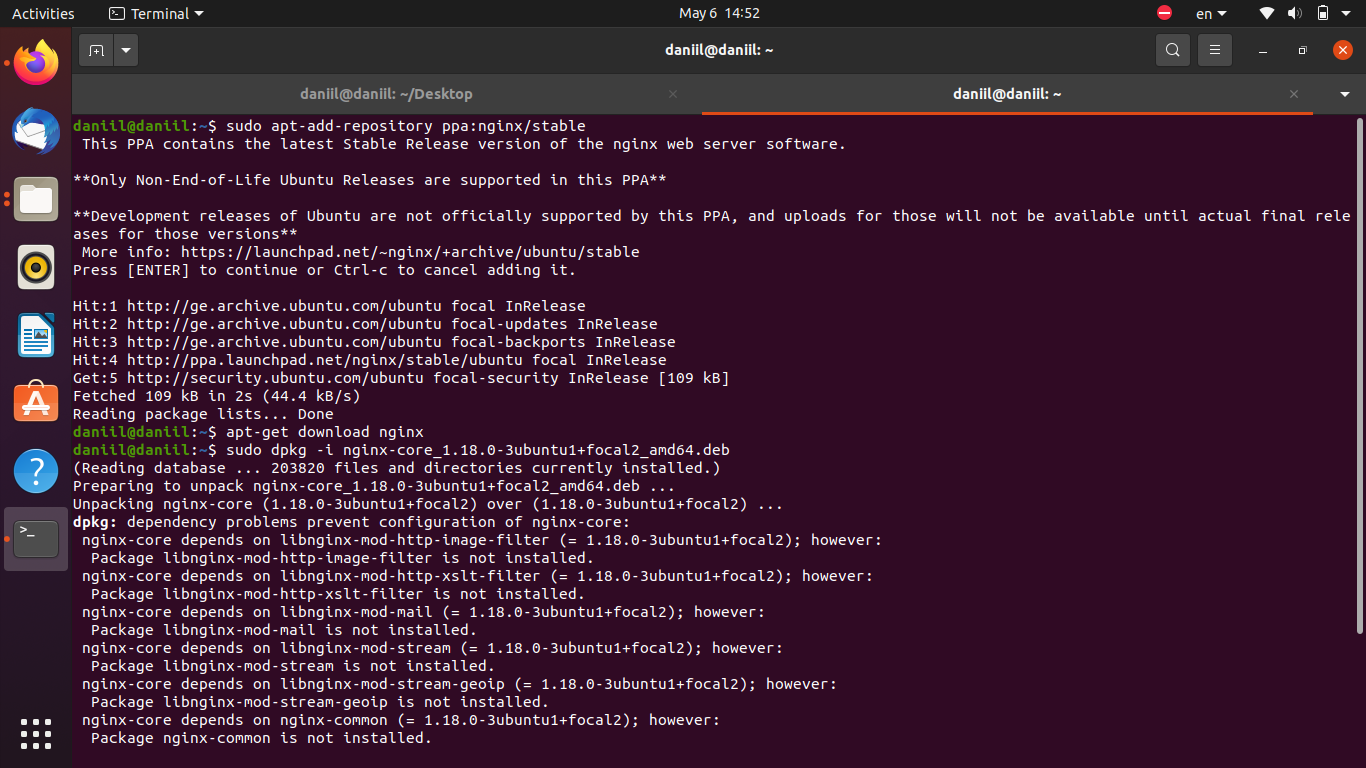 Activities
Terminal
May 6 14:52
en
daniil@daniil: ~
daniil@daniil: ~/Desktop
daniil@daniil: ~
daniil@daniil:~$ sudo apt-add-repository ppa:nginx/stable
 This PPA contains the latest Stable Release version of the nginx web server software.
**Only Non-End-of-Life Ubuntu Releases are supported in this PPA**
**Development releases of Ubuntu are not officially supported by this PPA, and uploads for those will not be available until actual final rele
ases for those versions**
 More info: https://launchpad.net/~nginx/+archive/ubuntu/stable
Press [ENTER] to continue or Ctrl-c to cancel adding it.
Hit:1 http://ge.archive.ubuntu.com/ubuntu focal InRelease
Hit:2 http://ge.archive.ubuntu.com/ubuntu focal-updates InRelease
Hit:3 http://ge.archive.ubuntu.com/ubuntu focal-backports InRelease
Hit:4 http://ppa.launchpad.net/nginx/stable/ubuntu focal InRelease
Get:5 http://security.ubuntu.com/ubuntu focal-security InRelease [109 kB]
Fetched 109 kB in 2s (44.4 kB/s)
Reading package lists... Done
daniil@daniil:~$ apt-get download nginx
daniil@daniil:~$ sudo dpkg -i nginx-core_1.18.0-3ubuntu1+focal2_amd64.deb
(Reading database ... 203820 files and directories currently installed.)
Preparing to unpack nginx-core_1.18.0-3ubuntu1+focal2_amd64.deb ...
Unpacking nginx-core (1.18.0-3ubuntu1+focal2) over (1.18.0-3ubuntu1+focal2) ...
dpkg: dependency problems prevent configuration of nginx-core:
 nginx-core depends on libnginx-mod-http-image-filter (= 1.18.0-3ubuntu1+focal2); however:
  Package libnginx-mod-http-image-filter is not installed.
 nginx-core depends on libnginx-mod-http-xslt-filter (= 1.18.0-3ubuntu1+focal2); however:
  Package libnginx-mod-http-xslt-filter is not installed.
 nginx-core depends on libnginx-mod-mail (= 1.18.0-3ubuntu1+focal2); however:
  Package libnginx-mod-mail is not installed.
 nginx-core depends on libnginx-mod-stream (= 1.18.0-3ubuntu1+focal2); however:
  Package libnginx-mod-stream is not installed.
 nginx-core depends on libnginx-mod-stream-geoip (= 1.18.0-3ubuntu1+focal2); however:
  Package libnginx-mod-stream-geoip is not installed.
 nginx-core depends on nginx-common (= 1.18.0-3ubuntu1+focal2); however:
  Package nginx-common is not installed.